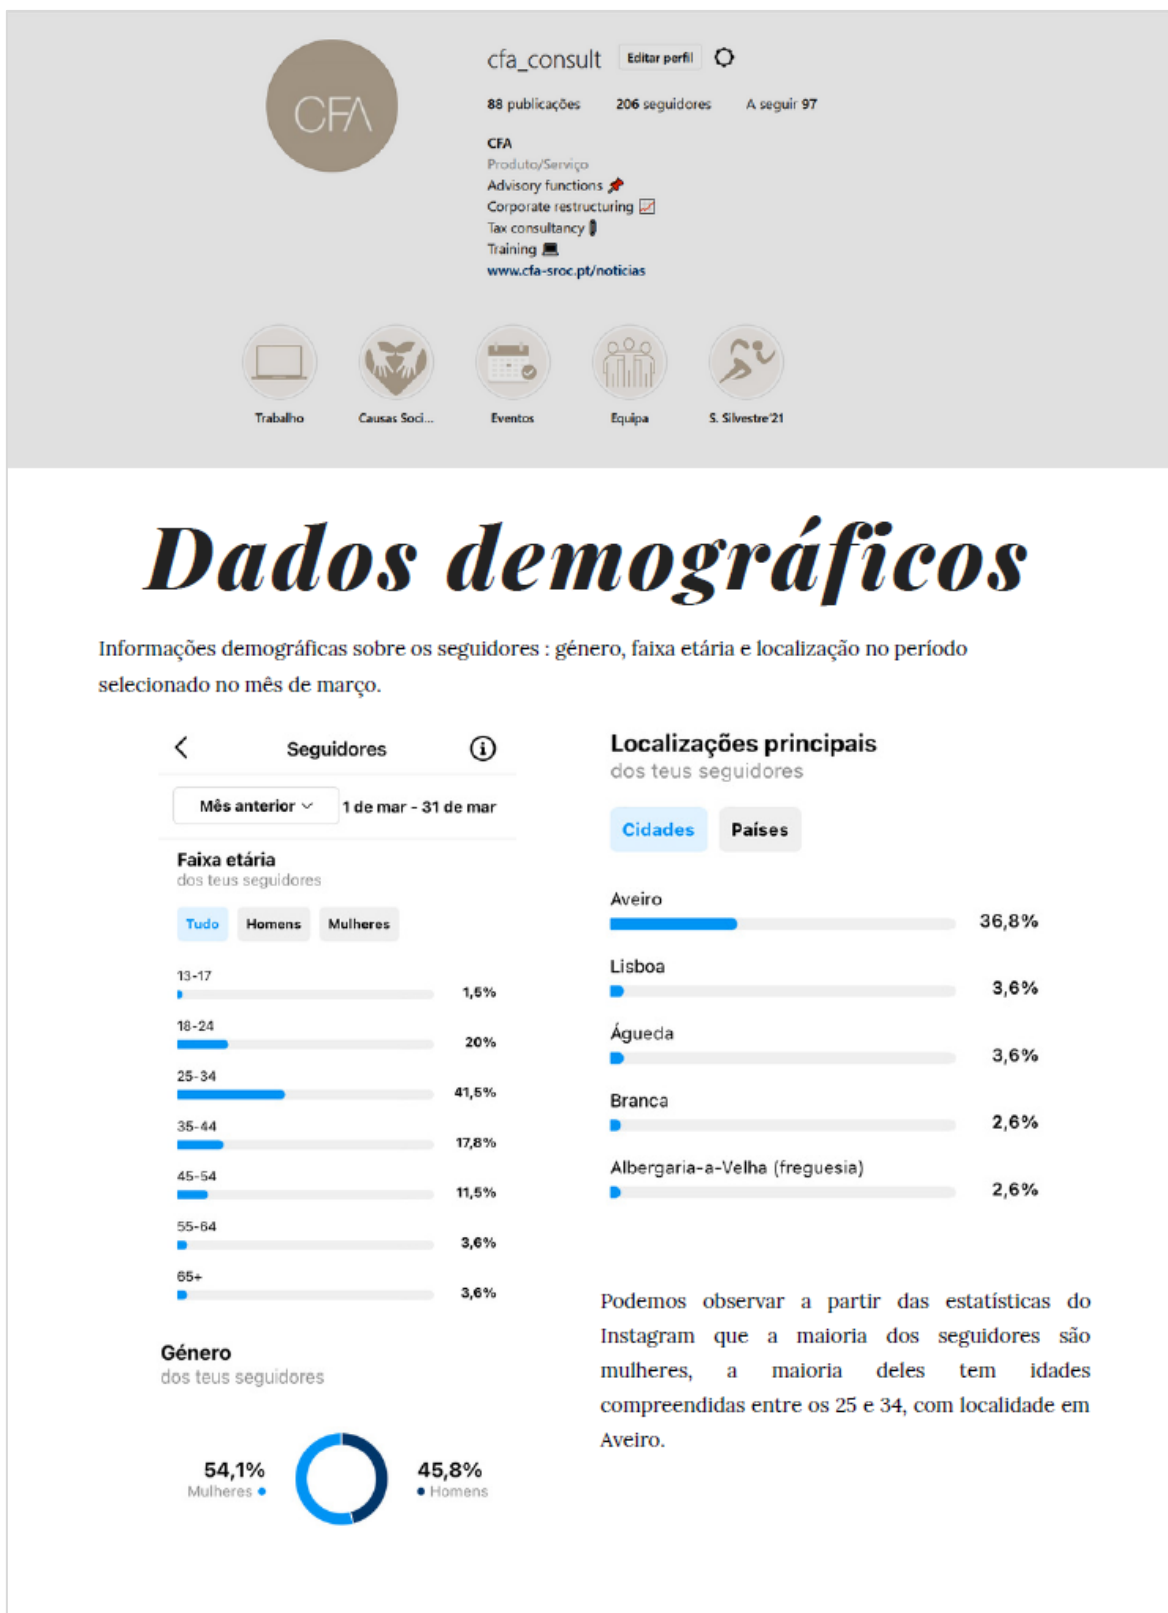 CFA
cfa_consult Editar perfil
88 publicações 206 seguidores A seguir 97
CFA
Produto/Serviço
Advisory functions
Corporate restructuring
Tax consultancy
Training
www.cfa-sroc.pt/noticias
Trabalho Causas Soci... Eventos Equipa S. Silvestre'21
Dados demográficos
Informações demográficas sobre os seguidores : género, faixa etária e localização no período
selecionado no mês de março.
Seguidores
Mês anterior 1 de mar - 31 de mar
Faixa etária
dos teus seguidores
Tudo Homens Mulheres
13-17
1,5%
18-24
20%
25-34
41,5%
35-44
17,8%
45-54
11,5%
55-64
3,6%
65+
3,6%
Género
dos teus seguidores
54,1%
Mulheres
45,8%
Homens
Localizações principais
dos teus seguidores
Cidades Países
Aveiro
36,8%
Lisboa
3,6%
Águeda
3,6%
Branca
2,6%
Albergaria-a-Velha (freguesia)
2,6%
Podemos observar a partir das estatísticas do
Instagram que a maioria dos seguidores são
mulheres, a maioria deles tem idades
compreendidas entre os 25 e 34, com localidade em
Aveiro.